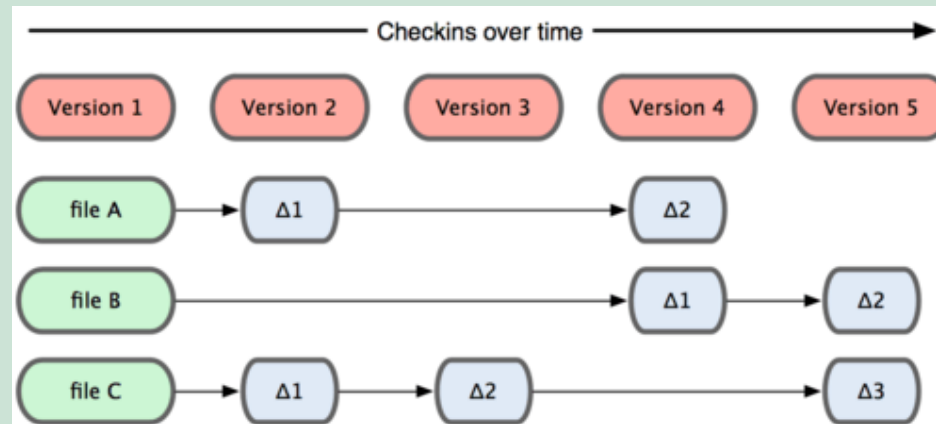 Checkins over time
Version 1 Version 2 Version 3 Version 4 Version 5
file A Δ1 Δ2
file B Δ1 Δ2
file C Δ1 Δ2 Δ3